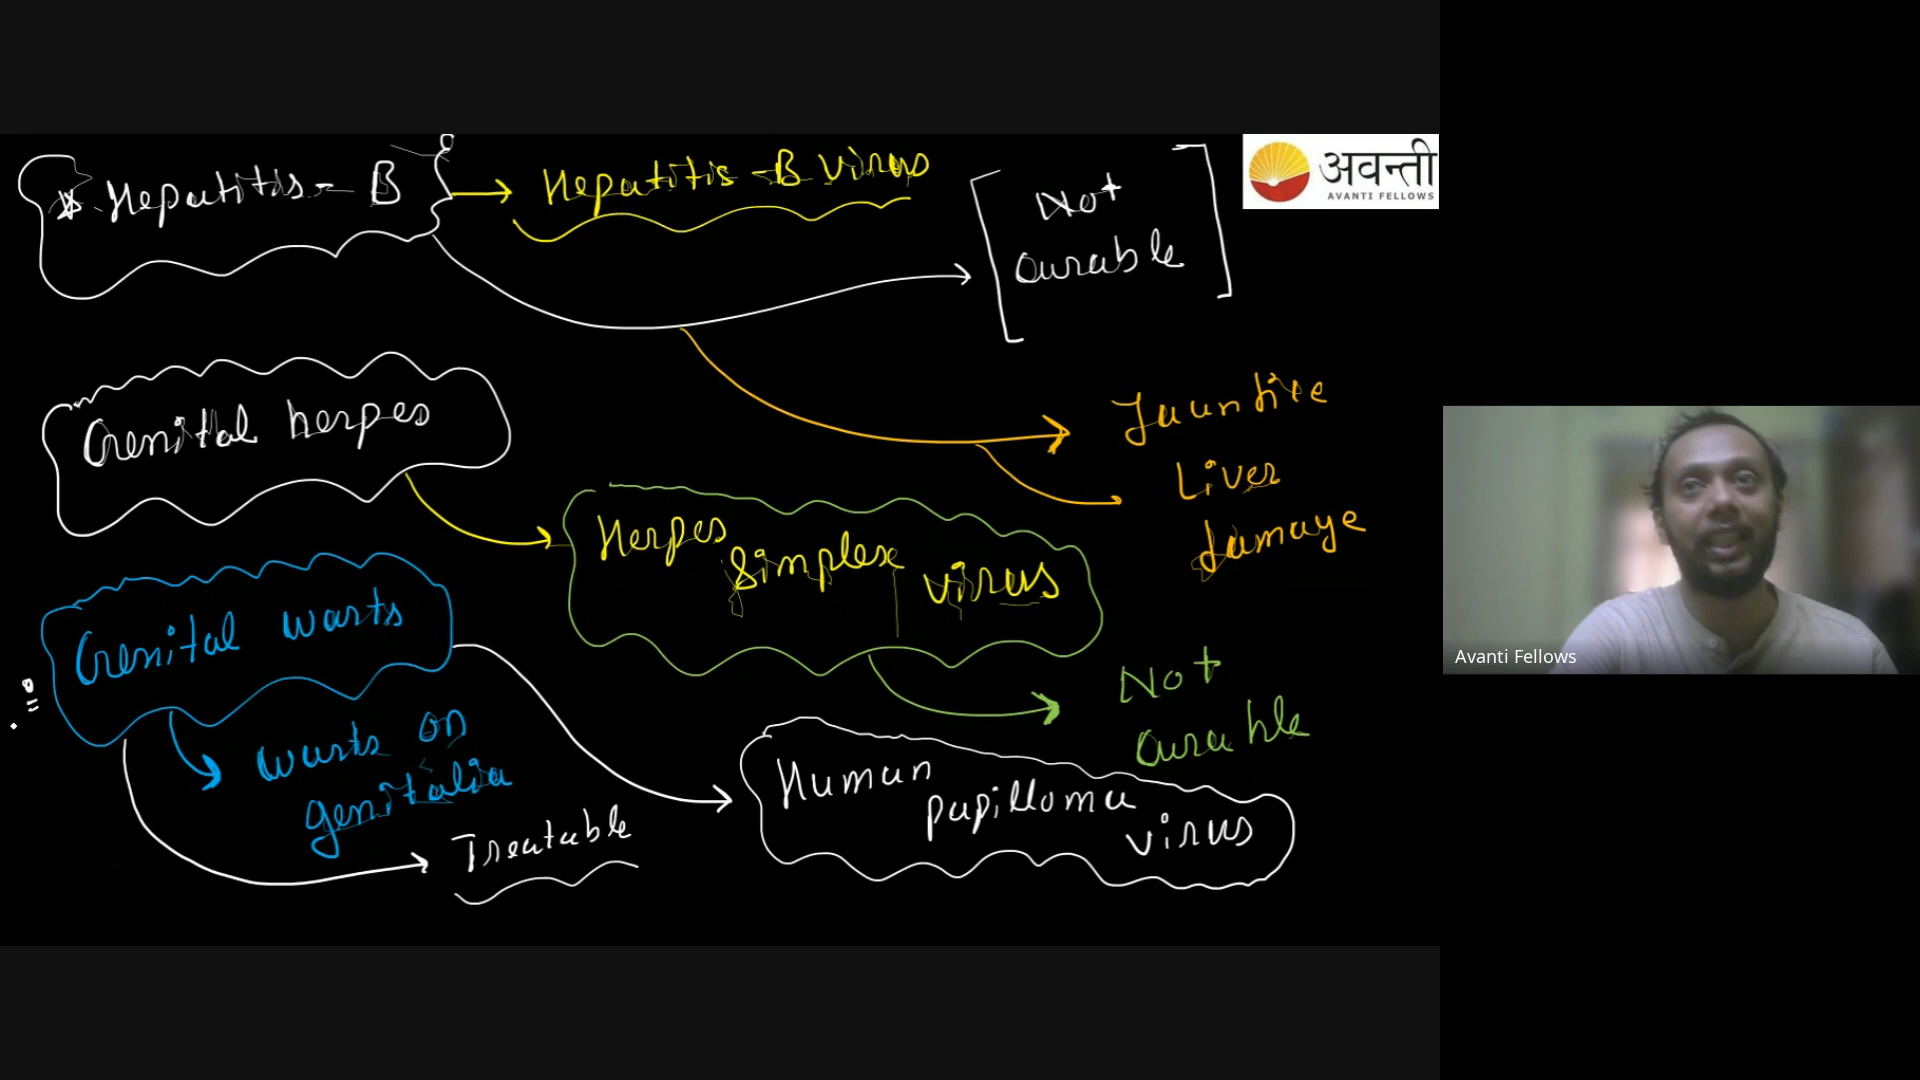 * Hepatitis - B
Hepatitis - B virus
Not
curable
अवन्ती
AVANTI FELLOWS
Jaundice
Liver
damage
Genital herpes
Herpes
simplex
virus
Not
curable
Genital warts
warts on
genitalia
Treatable
Human
papilloma
virus
Avanti Fellows